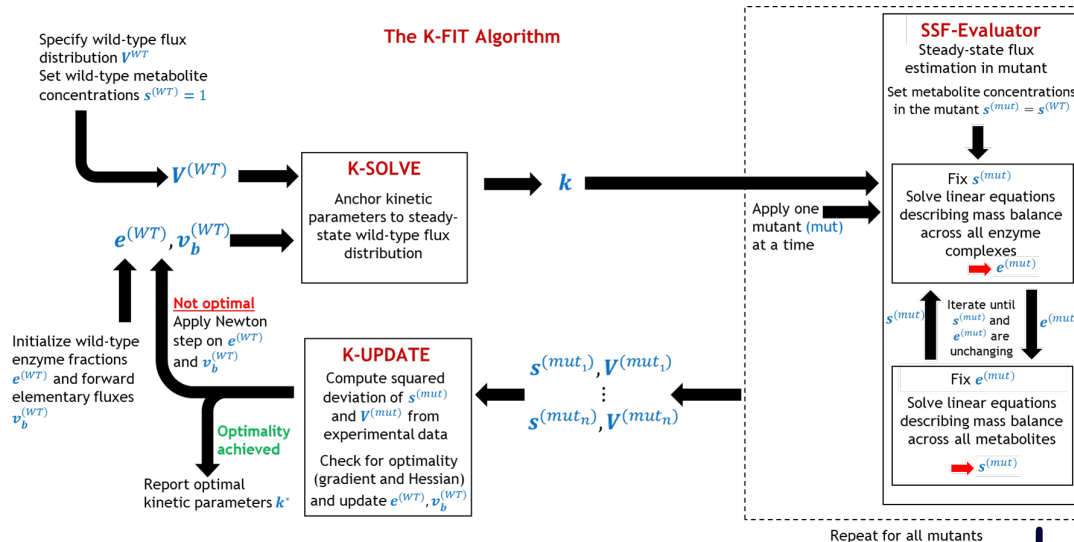 The K-FIT Algorithm
Specify wild-type flux
distribution V^WT
Set wild-type metabolite
concentrations s^(WT) = 1
V^(WT)
e^(WT), v_b^(WT)
K-SOLVE
Anchor kinetic
parameters to steady-
state wild-type flux
distribution
k
Apply one
mutant (mut)
at a time
SSF-Evaluator
Steady-state flux
estimation in mutant
Set metabolite concentrations
in the mutant s^(mut) = s^(WT)
Fix s^(mut)
Solve linear equations
describing mass balance
across all enzyme
complexes
e^(mut)
s^(mut)
Iterate until
s^(mut) and
e^(mut) are
unchanging
e^(mut
Fix e^(mut)
Solve linear equations
describing mass balance
across all metabolites
s^(mut)
Repeat for all mutants
s^(mut_1), V^(mut_1)
⋮
s^(mut_n), V^(mut_n)
K-UPDATE
Compute squared
deviation of s^(mut)
and V^(mut) from
experimental data
Check for optimality
(gradient and Hessian)
and update e^(WT), v_b^(WT)
Not optimal
Apply Newton
step on e^(WT)
and v_b^(WT)
Initialize wild-type
enzyme fractions
e^(WT) and forward
elementary fluxes
v_b^(WT)
Optimality
achieved
Report optimal
kinetic parameters k*